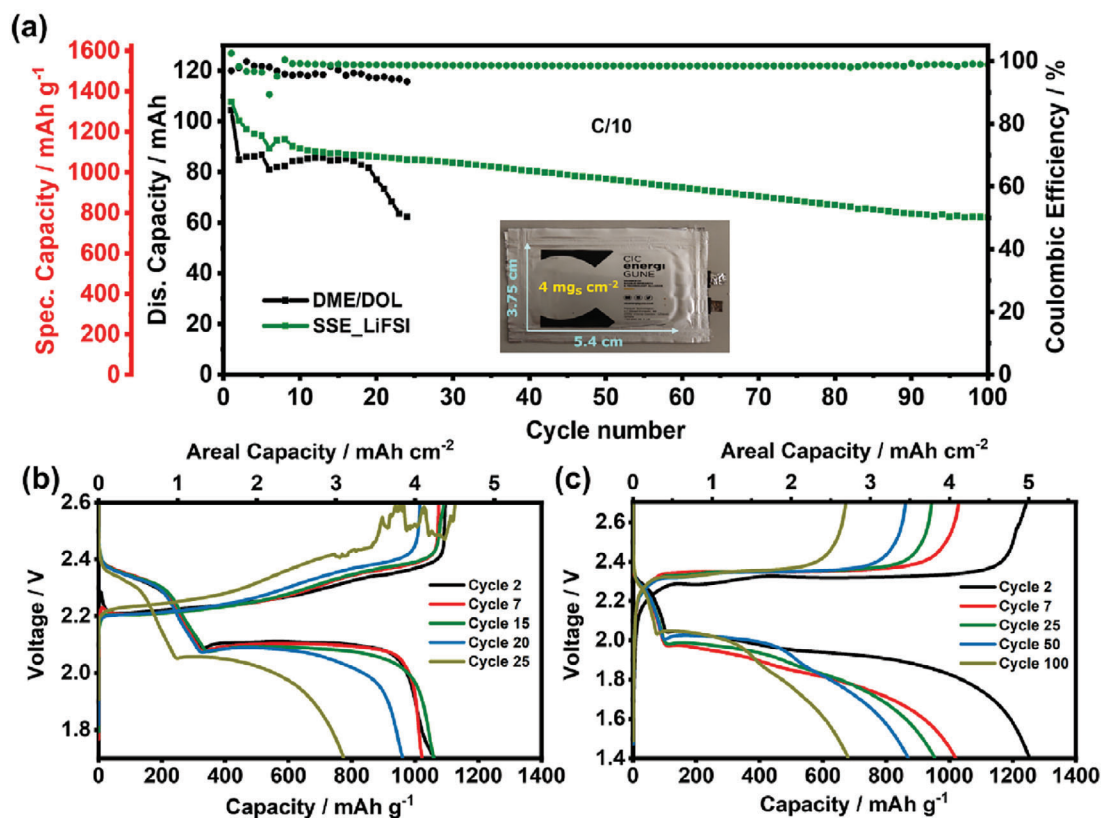 (a)
Spec. Capacity / mAh g⁻¹
1600
1400
1200
1000
800
600
400
200
0
Dis. Capacity / mAh
120
100
80
60
40
20
0
C/10
DME/DOL
SSE_LiFSI
3.75 cm
4 mgₛ cm⁻²
CIC
energi
GUNE
5.4 cm
Coulombic Efficiency / %
100
80
60
40
20
0
0 10 20 30 40 50 60 70 80 90 100
Cycle number
(b)
Areal Capacity / mAh cm⁻²
0 1 2 3 4 5
Voltage / V
2.6
2.4
2.2
2.0
1.8
Cycle 2
Cycle 7
Cycle 15
Cycle 20
Cycle 25
0 200 400 600 800 1000 1200 1400
Capacity / mAh g⁻¹
(c)
Areal Capacity / mAh cm⁻²
0 1 2 3 4 5
Voltage / V
2.6
2.4
2.2
2.0
1.8
1.6
1.4
Cycle 2
Cycle 7
Cycle 25
Cycle 50
Cycle 100
0 200 400 600 800 1000 1200 1400
Capacity / mAh g⁻¹